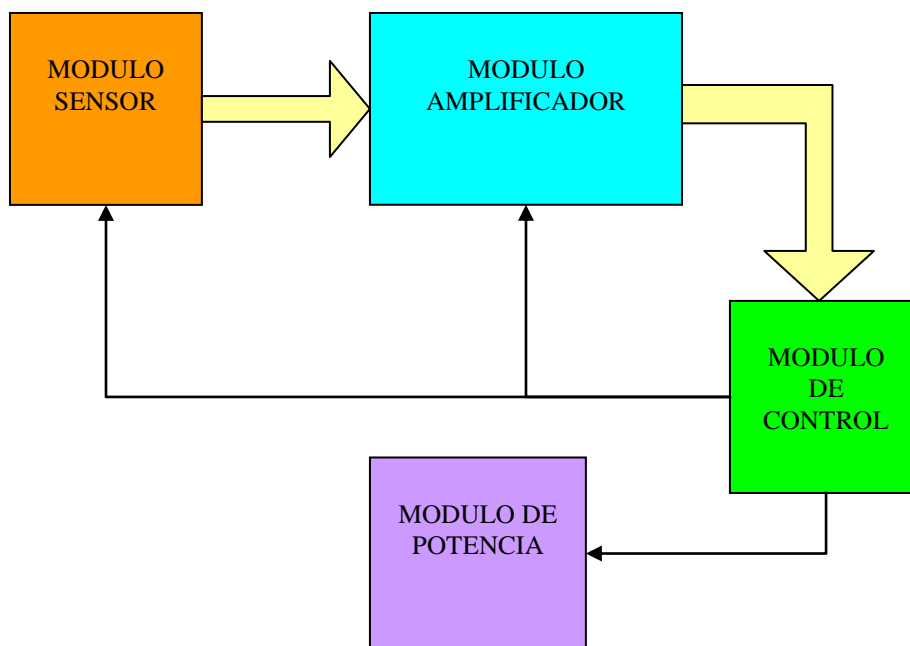 MODULO
SENSOR
MODULO
AMPLIFICADOR
MODULO
DE
CONTROL
MODULO DE
POTENCIA